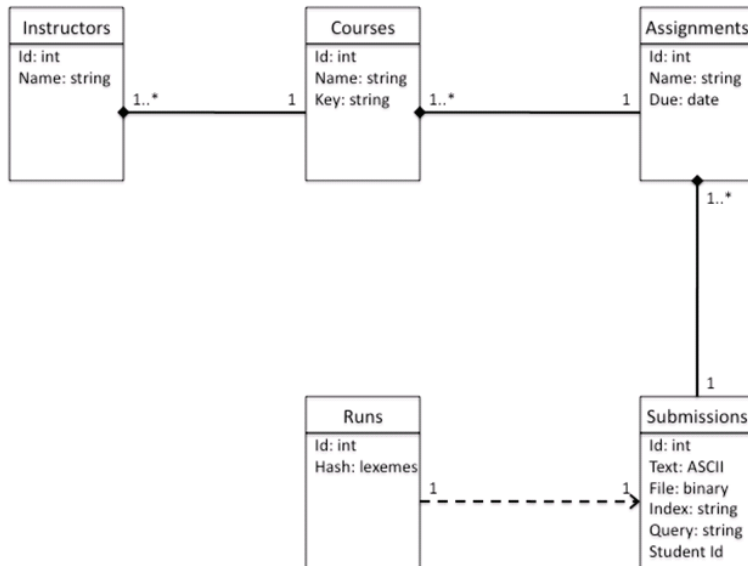 Instructors
Id: int
Name: string
1..*
1
Courses
Id: int
Name: string
Key: string
1..*
1
Assignments
Id: int
Name: string
Due: date
1..*
1
Runs
Id: int
Hash: lexemes
1
1
Submissions
Id: int
Text: ASCII
File: binary
Index: string
Query: string
Student Id